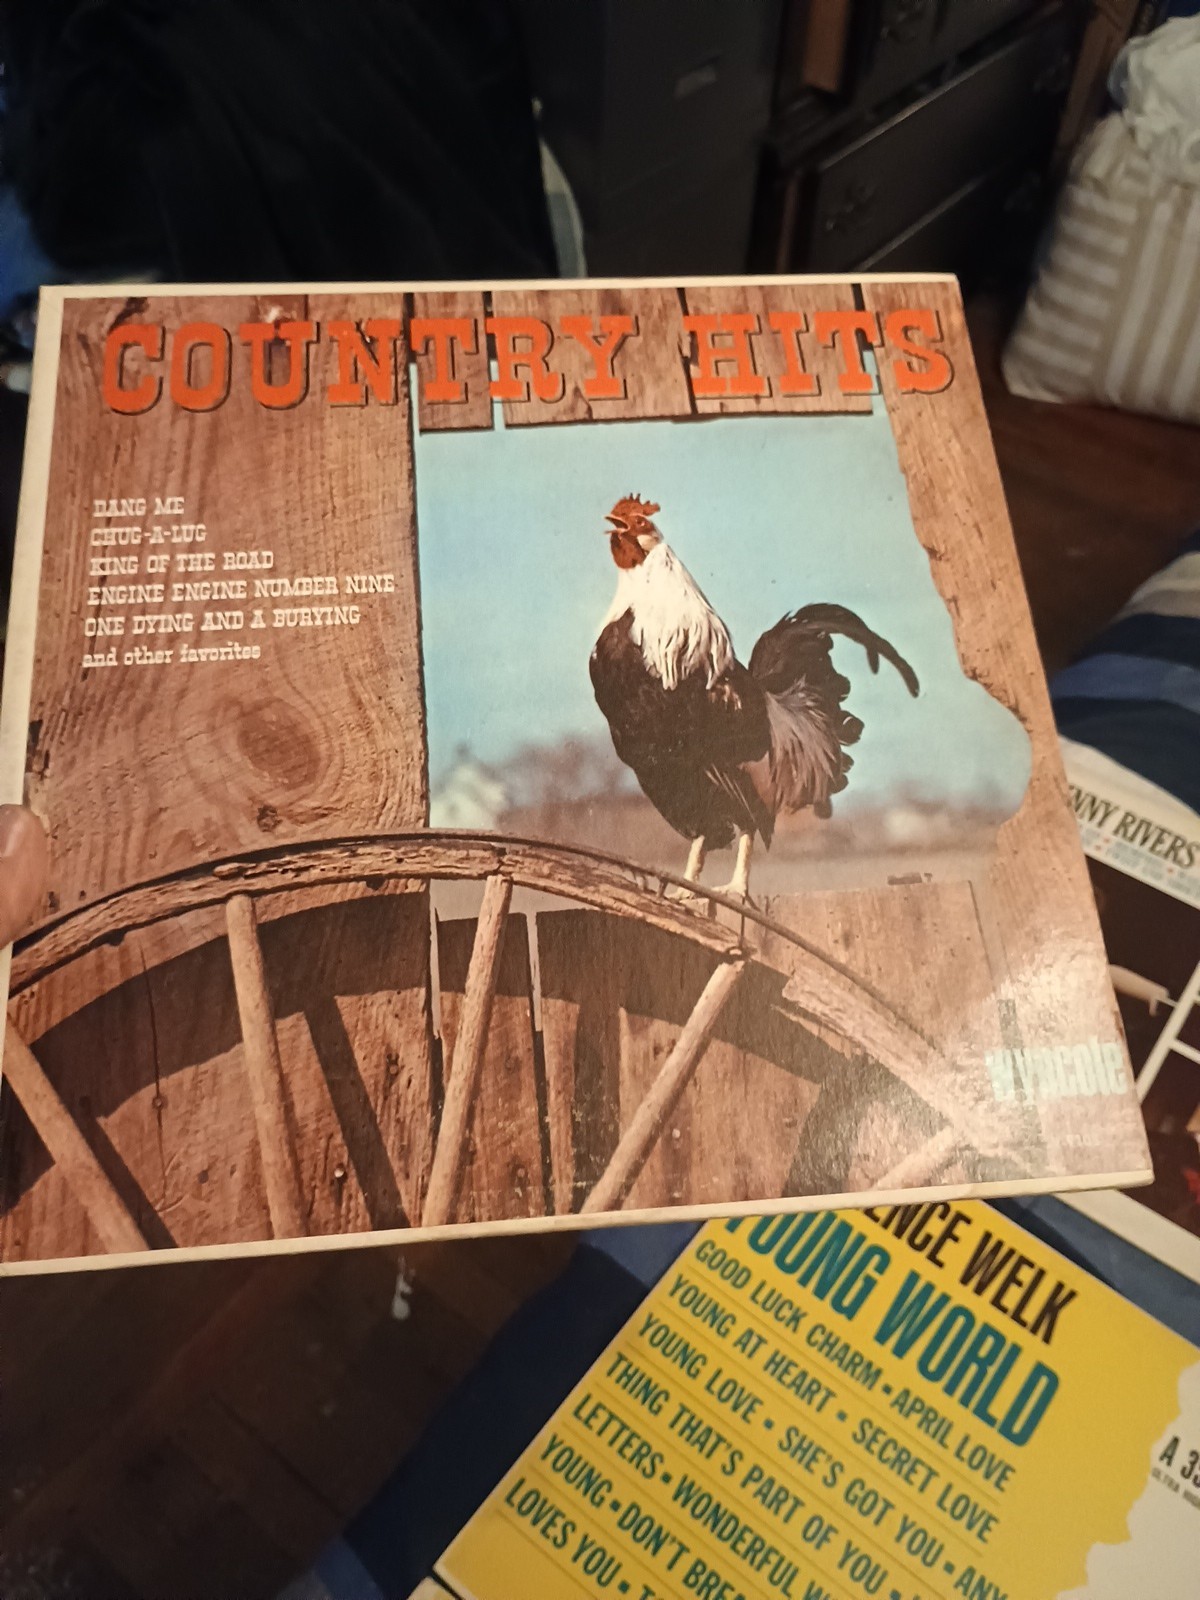 COUNTRY HITS
DANG ME
CHUG-A-LUG
KING OF THE ROAD
ENGINE ENGINE NUMBER NINE
ONE DYING AND A BURYING
and other favorites
wyncote
NNY RIVERS
ENCE WELK
YOUNG WORLD
GOOD LUCK CHARM • APRIL LOVE
YOUNG AT HEART • SECRET LOVE
YOUNG LOVE • SHE'S GOT YOU • ANY
THING THAT'S PART OF YOU •
LETTERS • WONDERFUL
YOUNG • DON'T BREA
LOVES YOU •
A 33